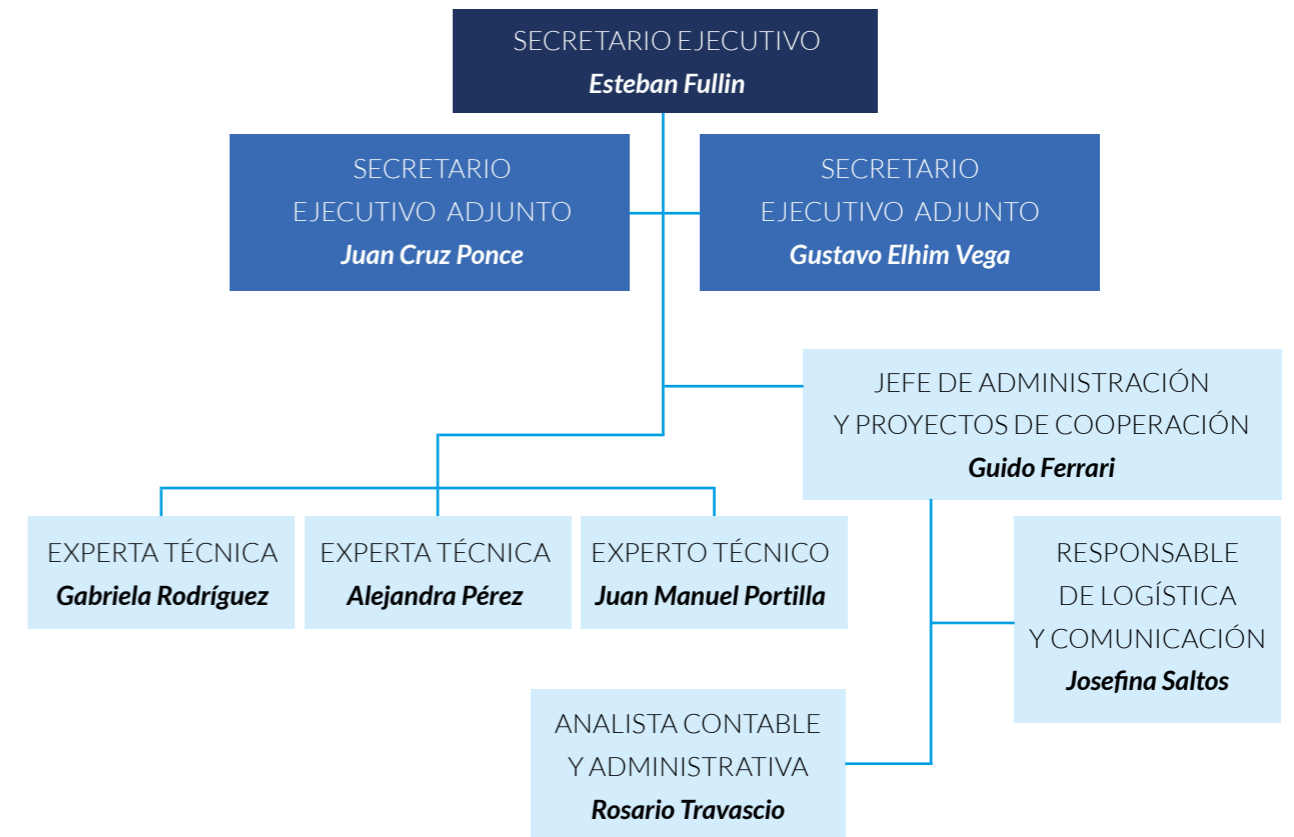 SECRETARIO EJECUTIVO
Esteban Fullin
SECRETARIO
EJECUTIVO ADJUNTO
Juan Cruz Ponce
SECRETARIO
EJECUTIVO ADJUNTO
Gustavo Elhim Vega
JEFE DE ADMINISTRACIÓN
Y PROYECTOS DE COOPERACIÓN
Guido Ferrari
EXPERTA TÉCNICA
Gabriela Rodríguez
EXPERTA TÉCNICA
Alejandra Pérez
EXPERTO TÉCNICO
Juan Manuel Portilla
RESPONSABLE
DE LOGÍSTICA
Y COMUNICACIÓN
Josefina Saltos
ANALISTA CONTABLE
Y ADMINISTRATIVA
Rosario Travascio